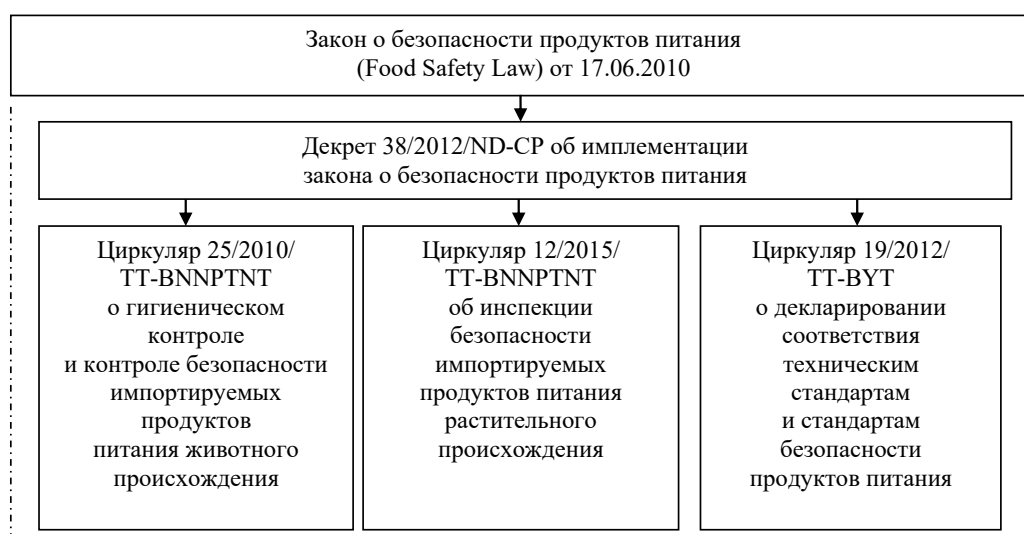 Закон о безопасности продуктов питания
(Food Safety Law) от 17.06.2010
Декрет 38/2012/ND-CP об имплементации
закона о безопасности продуктов питания
Циркуляр 25/2010/
TT-BNNPTNT
о гигиеническом
контроле
и контроле безопасности
импортируемых
продуктов
питания животного
происхождения
Циркуляр 12/2015/
TT-BNNPTNT
об инспекции
безопасности
импортируемых
продуктов питания
растительного
происхождения
Циркуляр 19/2012/
TT-BYT
о декларировании
соответствия
техническим
стандартам
и стандартам
безопасности
продуктов питания